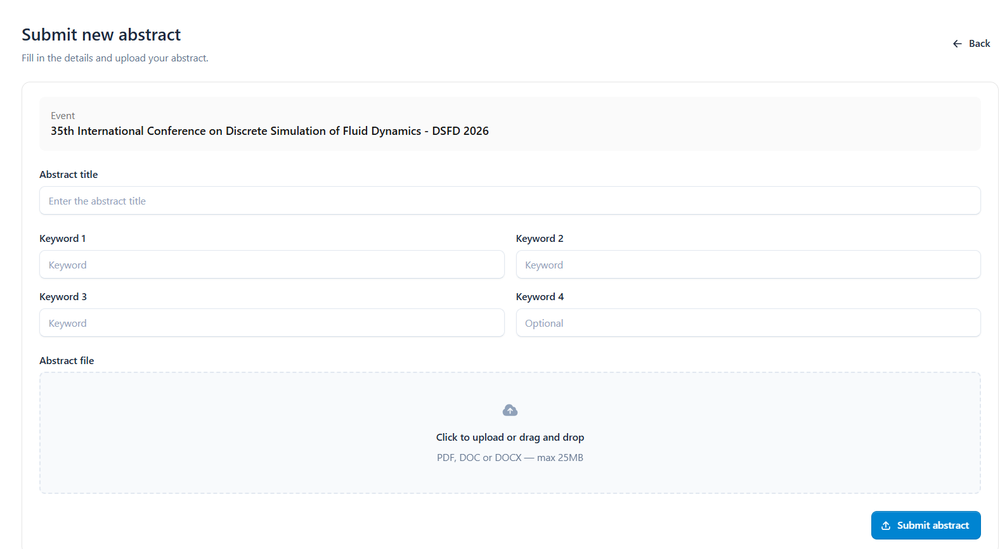 Submit new abstract
Fill in the details and upload your abstract.
Back
Event
35th International Conference on Discrete Simulation of Fluid Dynamics - DSFD 2026
Abstract title
Enter the abstract title
Keyword 1
Keyword 2
Keyword
Keyword
Keyword 3
Keyword 4
Keyword
Optional
Abstract file
Click to upload or drag and drop
PDF, DOC or DOCX — max 25MB
Submit abstract